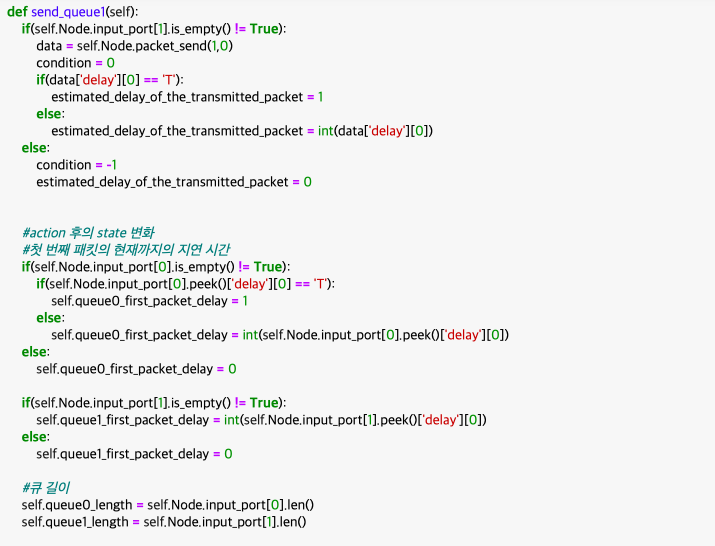 def send_queue1(self):
    if(self.Node.input_port[1].is_empty() != True):
        data = self.Node.packet_send(1,0)
        condition = 0
        if(data['delay'][0] == 'T'):
            estimated_delay_of_the_transmitted_packet = 1
        else:
            estimated_delay_of_the_transmitted_packet = int(data['delay'][0])
    else:
        condition = -1
        estimated_delay_of_the_transmitted_packet = 0

    #action 후의 state 변화
    #첫 번째 패킷의 현재까지의 지연 시간
    if(self.Node.input_port[0].is_empty() != True):
        if(self.Node.input_port[0].peek()['delay'][0] == 'T'):
            self.queue0_first_packet_delay = 1
        else:
            self.queue0_first_packet_delay = int(self.Node.input_port[0].peek()['delay'][0])
    else:
        self.queue0_first_packet_delay = 0

    if(self.Node.input_port[1].is_empty() != True):
        self.queue1_first_packet_delay = int(self.Node.input_port[1].peek()['delay'][0])
    else:
        self.queue1_first_packet_delay = 0

    #큐 길이
    self.queue0_length = self.Node.input_port[0].len()
    self.queue1_length = self.Node.input_port[1].len()